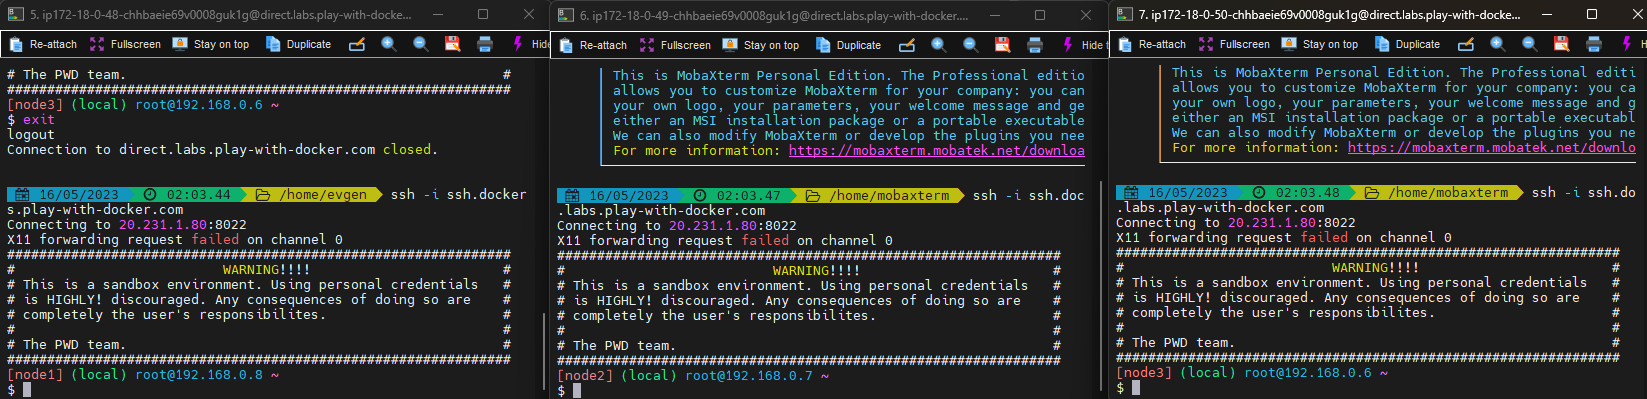 5. ip172-18-0-48-chhbaeie69v0008guk1g@direct.labs.play-with-docke...
Re-attach Fullscreen Stay on top Duplicate Hide
# The PWD team. #
##############################################################
[node3] (local) root@192.168.0.6 ~
$ exit
logout
Connection to direct.labs.play-with-docker.com closed.
16/05/2023 02:03.44 /home/evgen ssh -i ssh.docker
s.play-with-docker.com
Connecting to 20.231.1.80:8022
X11 forwarding request failed on channel 0
##############################################################
# WARNING!!!! #
# This is a sandbox environment. Using personal credentials #
# is HIGHLY! discouraged. Any consequences of doing so are #
# completely the user's responsibilites. #
# #
# The PWD team. #
##############################################################
[node1] (local) root@192.168.0.8 ~
$
6. ip172-18-0-49-chhbaeie69v0008guk1g@direct.labs.play-with-docker....
Re-attach Fullscreen Stay on top Duplicate Hide t
This is MobaXterm Personal Edition. The Professional editio
allows you to customize MobaXterm for your company: you can
your own logo, your parameters, your welcome message and ge
either an MSI installation package or a portable executable
We can also modify MobaXterm or develop the plugins you nee
For more information: https://mobaxterm.mobatek.net/downloa
16/05/2023 02:03.47 /home/mobaxterm ssh -i ssh.doc
.labs.play-with-docker.com
Connecting to 20.231.1.80:8022
X11 forwarding request failed on channel 0
##############################################################
# WARNING!!!! #
# This is a sandbox environment. Using personal credentials #
# is HIGHLY! discouraged. Any consequences of doing so are #
# completely the user's responsibilites. #
# #
# The PWD team. #
##############################################################
[node2] (local) root@192.168.0.7 ~
$
7. ip172-18-0-50-chhbaeie69v0008guk1g@direct.labs.play-with-docke...
Re-attach Fullscreen Stay on top Duplicate H
This is MobaXterm Personal Edition. The Professional editi
allows you to customize MobaXterm for your company: you ca
your own logo, your parameters, your welcome message and g
either an MSI installation package or a portable executabl
We can also modify MobaXterm or develop the plugins you ne
For more information: https://mobaxterm.mobatek.net/downlo
16/05/2023 02:03.48 /home/mobaxterm ssh -i ssh.do
.labs.play-with-docker.com
Connecting to 20.231.1.80:8022
X11 forwarding request failed on channel 0
##############################################################
# WARNING!!!! #
# This is a sandbox environment. Using personal credentials #
# is HIGHLY! discouraged. Any consequences of doing so are #
# completely the user's responsibilites. #
# #
# The PWD team. #
##############################################################
[node3] (local) root@192.168.0.6 ~
$